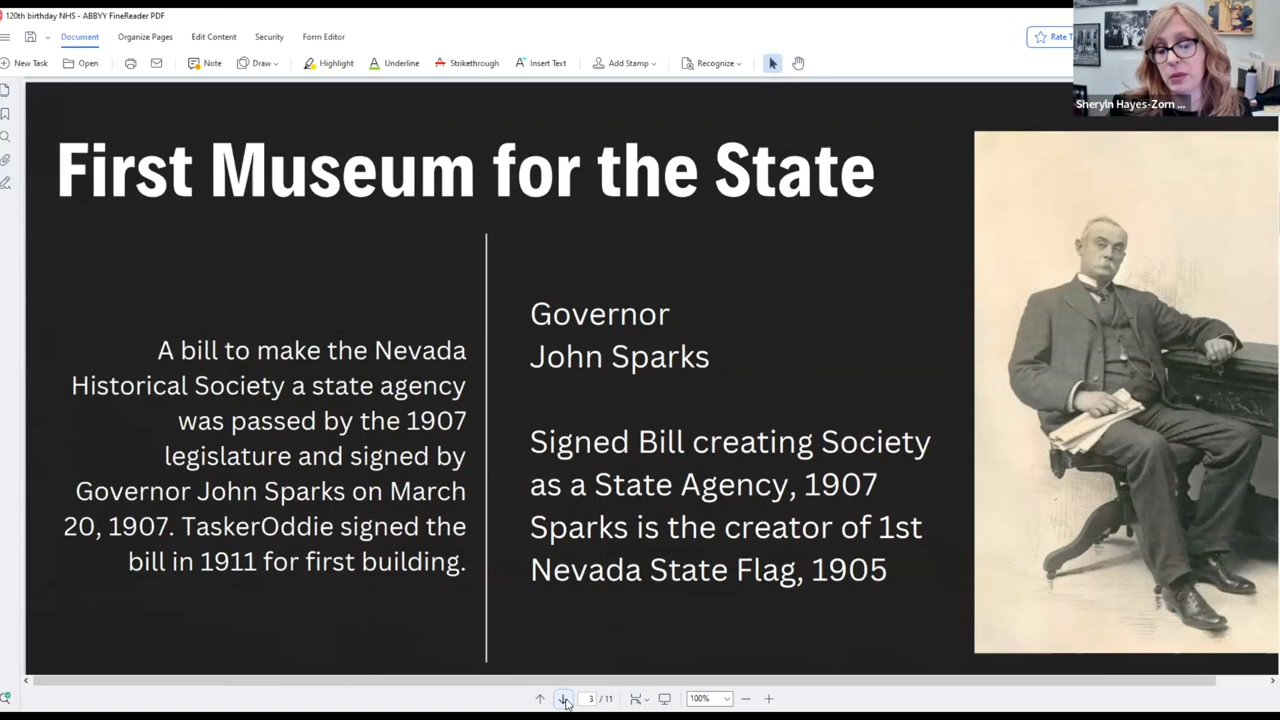 120th birthday NHS - ABBYY FineReader PDF
Document Organize Pages Edit Content Security Form Editor
Rate
New Task Open Note Draw Highlight Underline Strikethrough Insert Text Add Stamp Recognize
Sheryln Hayes-Zorn ...
First Museum for the State
A bill to make the Nevada
Historical Society a state agency
was passed by the 1907
legislature and signed by
Governor John Sparks on March
20, 1907. TaskerOddie signed the
bill in 1911 for first building.
Governor
John Sparks
Signed Bill creating Society
as a State Agency, 1907
Sparks is the creator of 1st
Nevada State Flag, 1905
3 / 11 100%